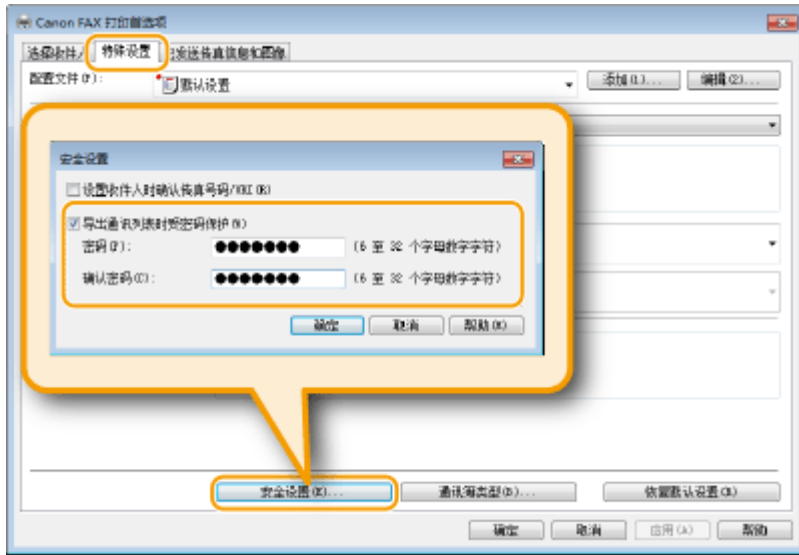 Canon FAX 打印首选项
选择收件人 特殊设置 已发送传真信息和图像
配置文件(F): 默认设置 添加(1)... 编辑(2)...
安全设置
设置收件人时确认传真号码/URI(R)
导出通讯列表时受密码保护(N)
密码(P): ●●●●●●● (6 至 32 个字母数字字符)
确认密码(C): ●●●●●●● (6 至 32 个字母数字字符)
确定 取消 帮助(H)
安全设置(K)... 通讯簿类型(D)... 恢复默认设置(R)
确定 取消 应用(A) 帮助